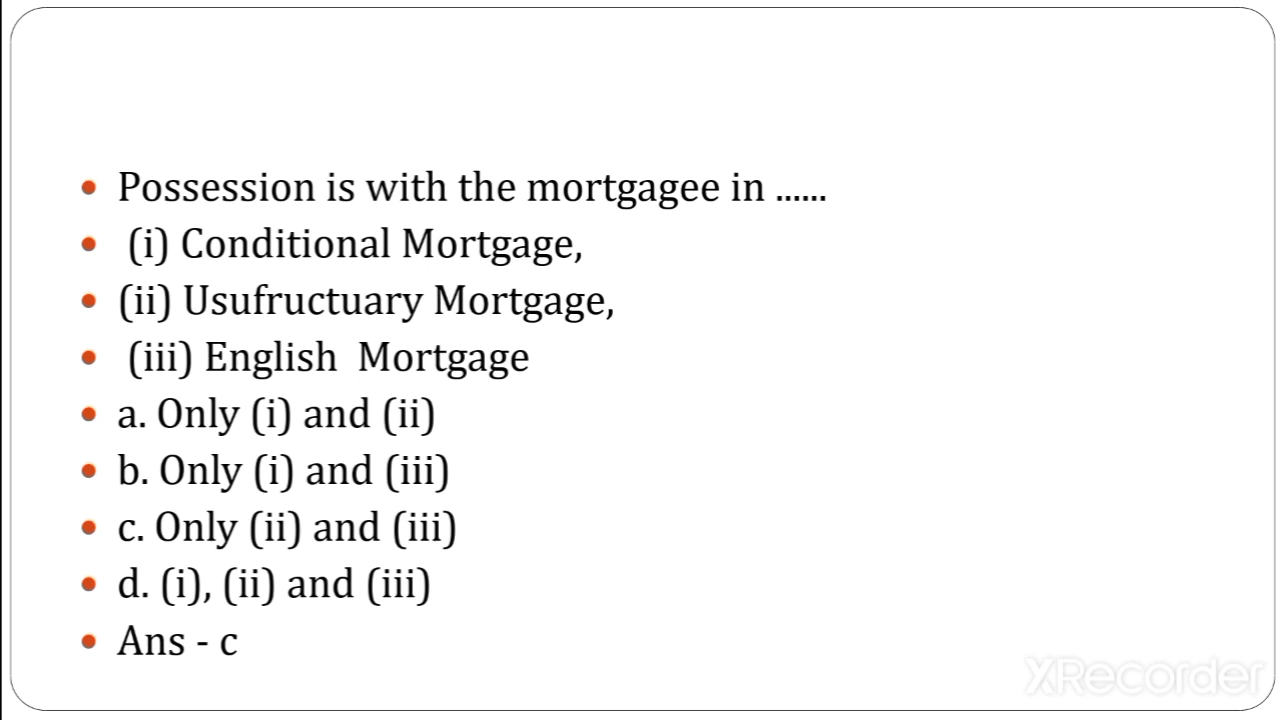 Possession is with the mortgagee in ......
(i) Conditional Mortgage,
(ii) Usufructuary Mortgage,
(iii) English Mortgage
a. Only (i) and (ii)
b. Only (i) and (iii)
c. Only (ii) and (iii)
d. (i), (ii) and (iii)
Ans - c
XRecorder